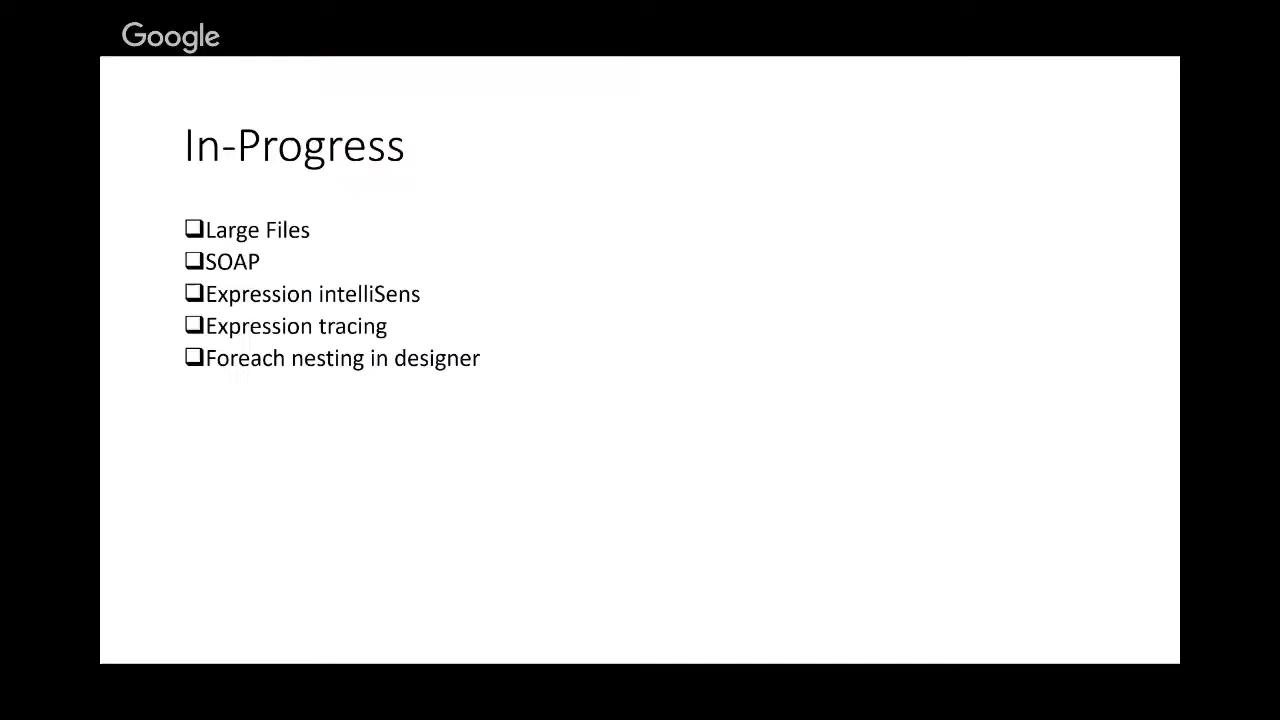 Google
In-Progress
❑Large Files
❑SOAP
❑Expression intelliSens
❑Expression tracing
❑Foreach nesting in designer